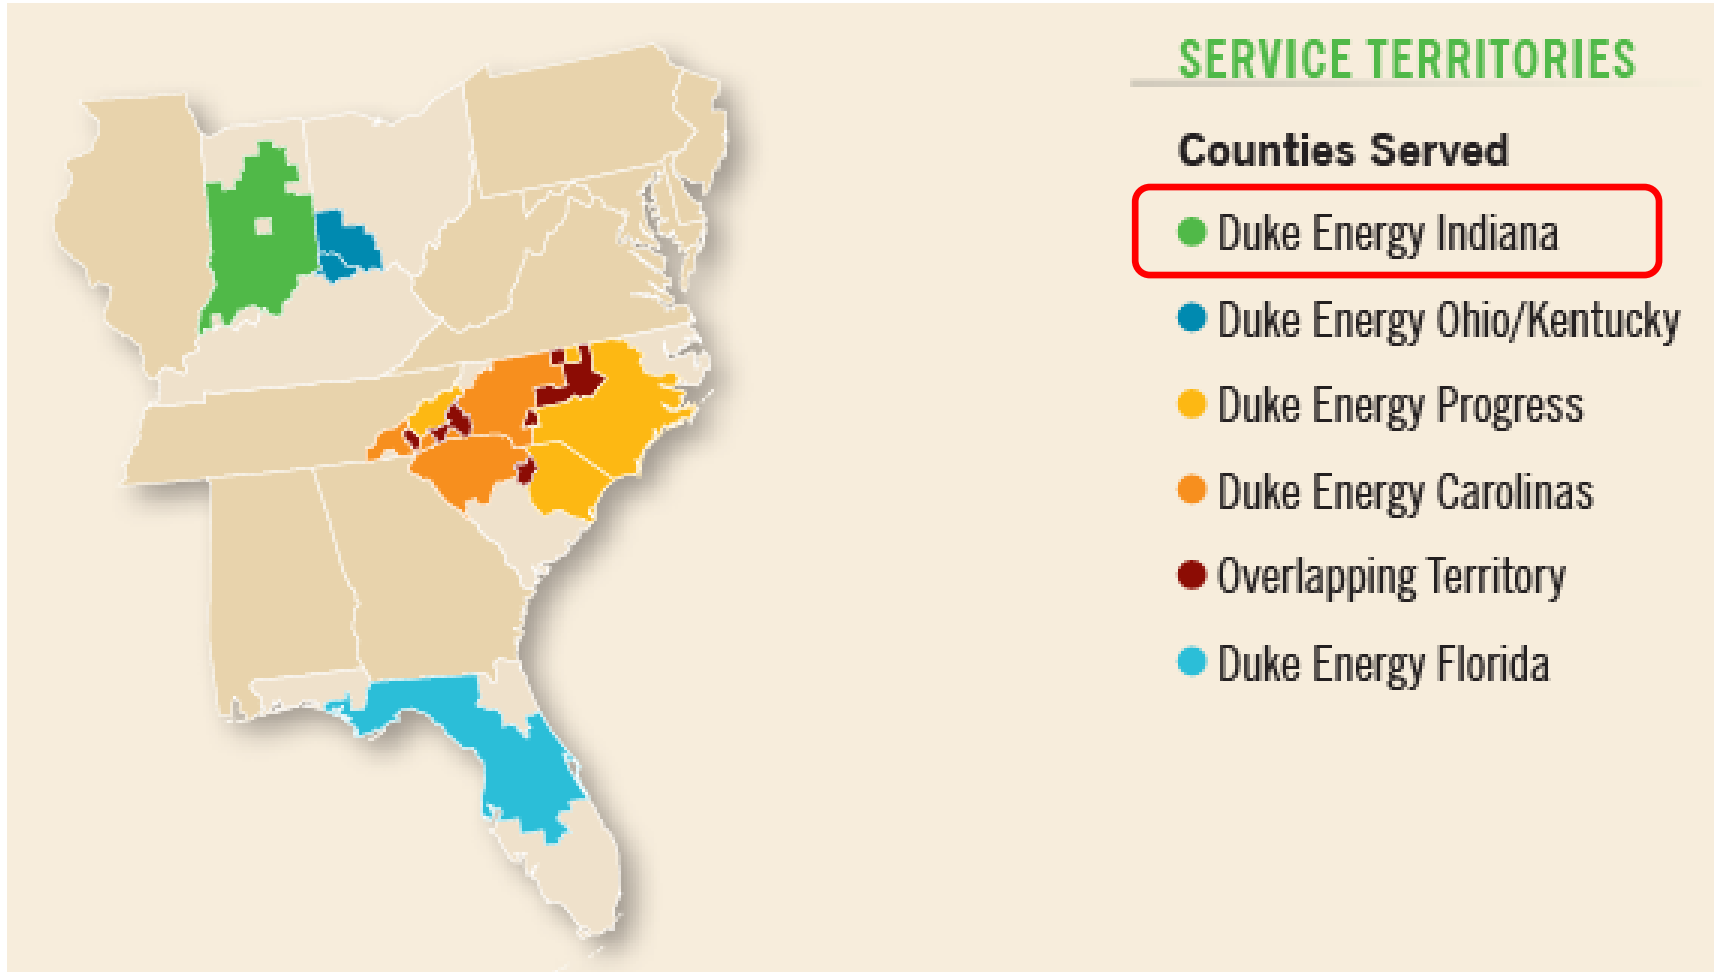 SERVICE TERRITORIES
Counties Served
Duke Energy Indiana
Duke Energy Ohio/Kentucky
Duke Energy Progress
Duke Energy Carolinas
Overlapping Territory
Duke Energy Florida